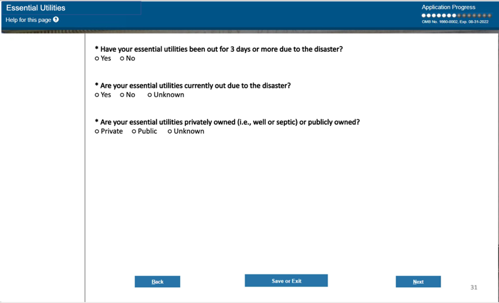 Essential Utilities
Application Progress
Help for this page ?
OMB No. 1660-0002, Exp. 08-31-2022
* Have your essential utilities been out for 3 days or more due to the disaster?
Yes No
* Are your essential utilities currently out due to the disaster?
Yes No Unknown
* Are your essential utilities privately owned (i.e., well or septic) or publicly owned?
Private Public Unknown
Back Save or Exit Next
31